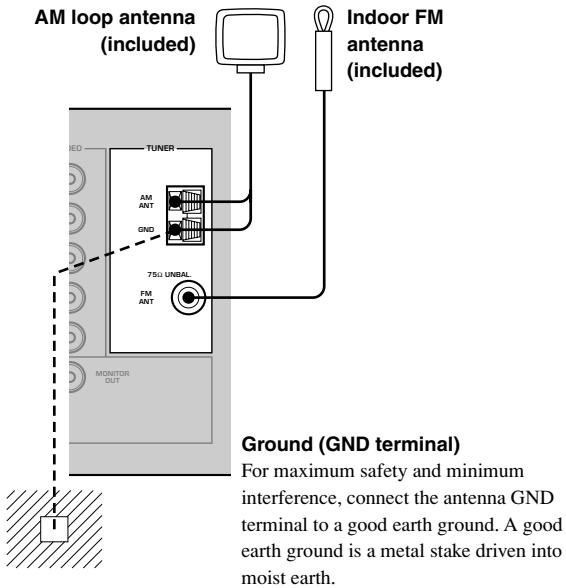 AM loop antenna
(included)
Indoor FM
antenna
(included)
TUNER
AM
ANT
GND
75Ω UNBAL.
FM
ANT
MONITOR
OUT
Ground (GND terminal)
For maximum safety and minimum
interference, connect the antenna GND
terminal to a good earth ground. A good
earth ground is a metal stake driven into
moist earth.